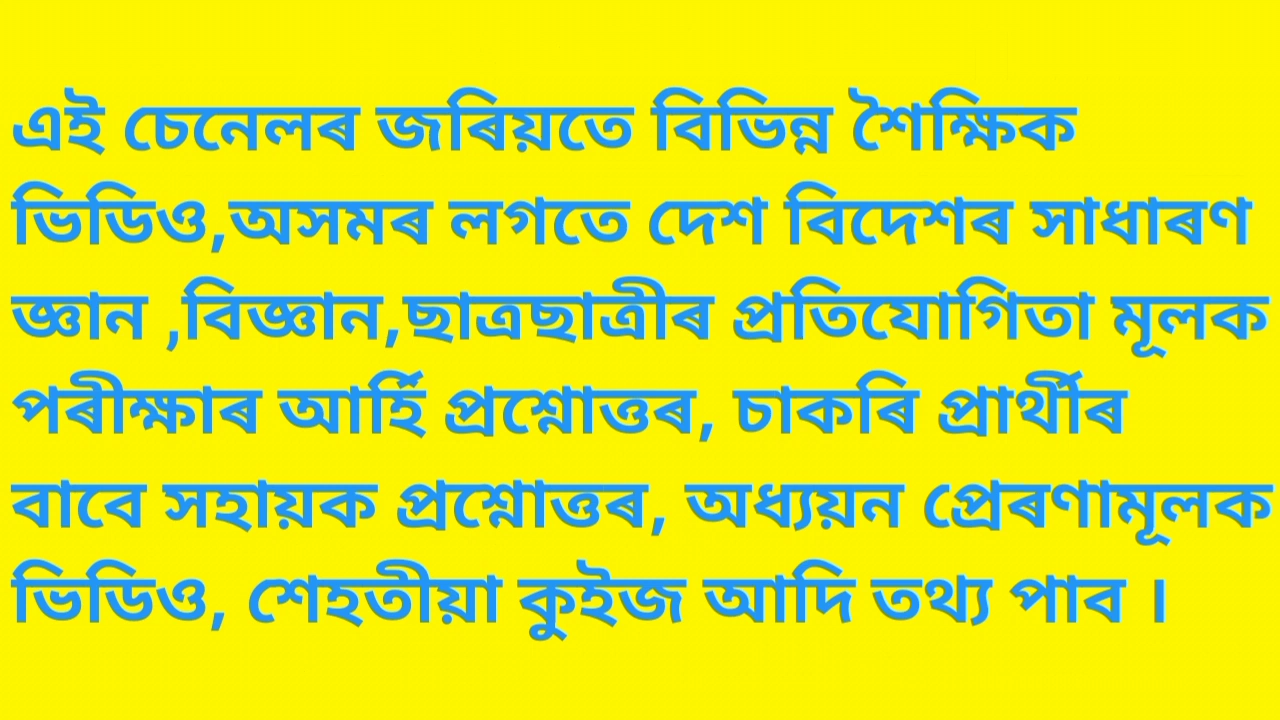 এই চেনেলৰ জৰিয়তে বিভিন্ন শৈক্ষিক
ভিডিও,অসমৰ লগতে দেশ বিদেশৰ সাধাৰণ
জ্ঞান ,বিজ্ঞান,ছাত্রছাত্রীৰ প্ৰতিযোগিতা মূলক
পৰীক্ষাৰ আৰ্হি প্ৰশ্নোত্তৰ, চাকৰি প্ৰাৰ্থীৰ
বাবে সহায়ক প্ৰশ্নোত্তৰ, অধ্যয়ন প্ৰেৰণামূলক
ভিডিও, শেহতীয়া কুইজ আদি তথ্য পাব ।